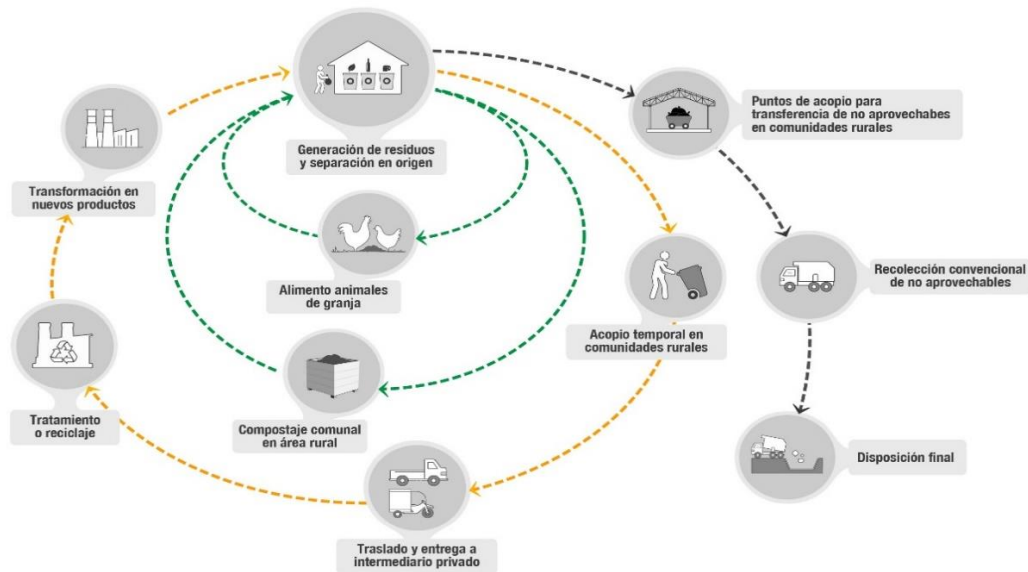 Generación de residuos
y separación en origen
Puntos de acopio para
transferencia de no aprovechabes
en comunidades rurales
Transformación en
nuevos productos
Alimento animales
de granja
Recolección convencional
de no aprovechables
Acopio temporal en
comunidades rurales
Tratamiento
o reciclaje
Compostaje comunal
en área rural
Disposición final
Traslado y entrega a
intermediario privado